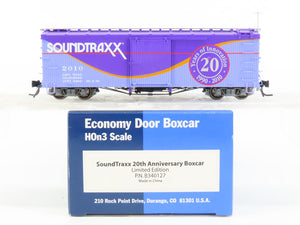 SOUNDTRAXX
2010
Years of Innovation
20
1990-2010
Economy Door Boxcar
HOn3 Scale
SoundTraxx 20th Anniversary Boxcar
Limited Edition
P.N. 8340127
Made in China
210 Rock Point Drive, Durango, CO 81301 U.S.A.